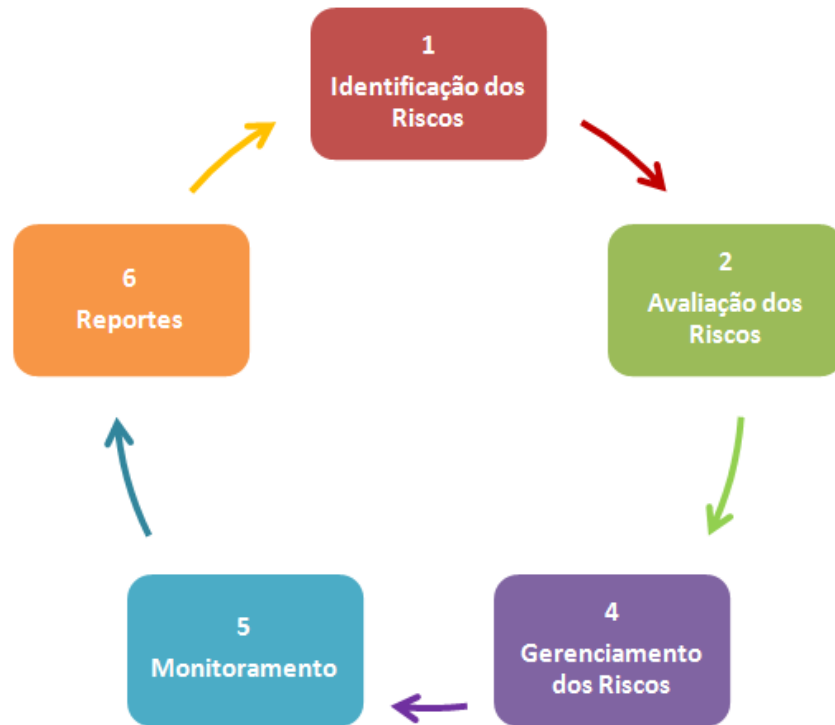 1
Identificação dos
Riscos
2
Avaliação dos
Riscos
4
Gerenciamento
dos Riscos
5
Monitoramento
6
Reportes